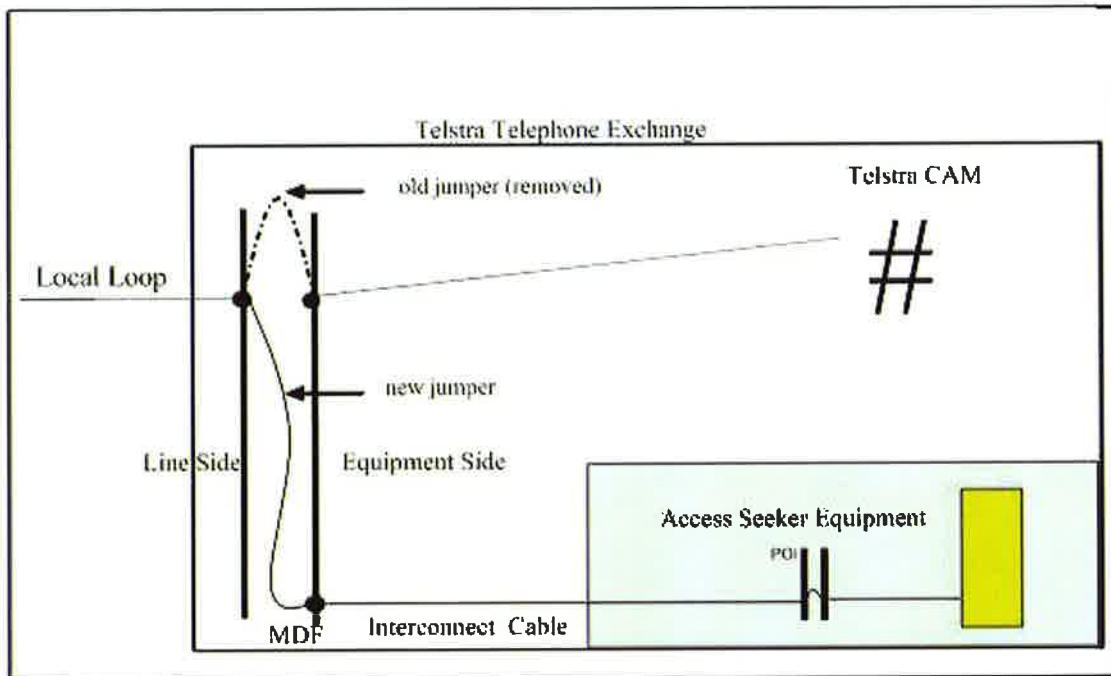 Telstra Telephone Exchange
old jumper (removed)
Telstra CAM
Local Loop
new jumper
Line Side
Equipment Side
Access Seeker Equipment
POI
MDF
Interconnect Cable